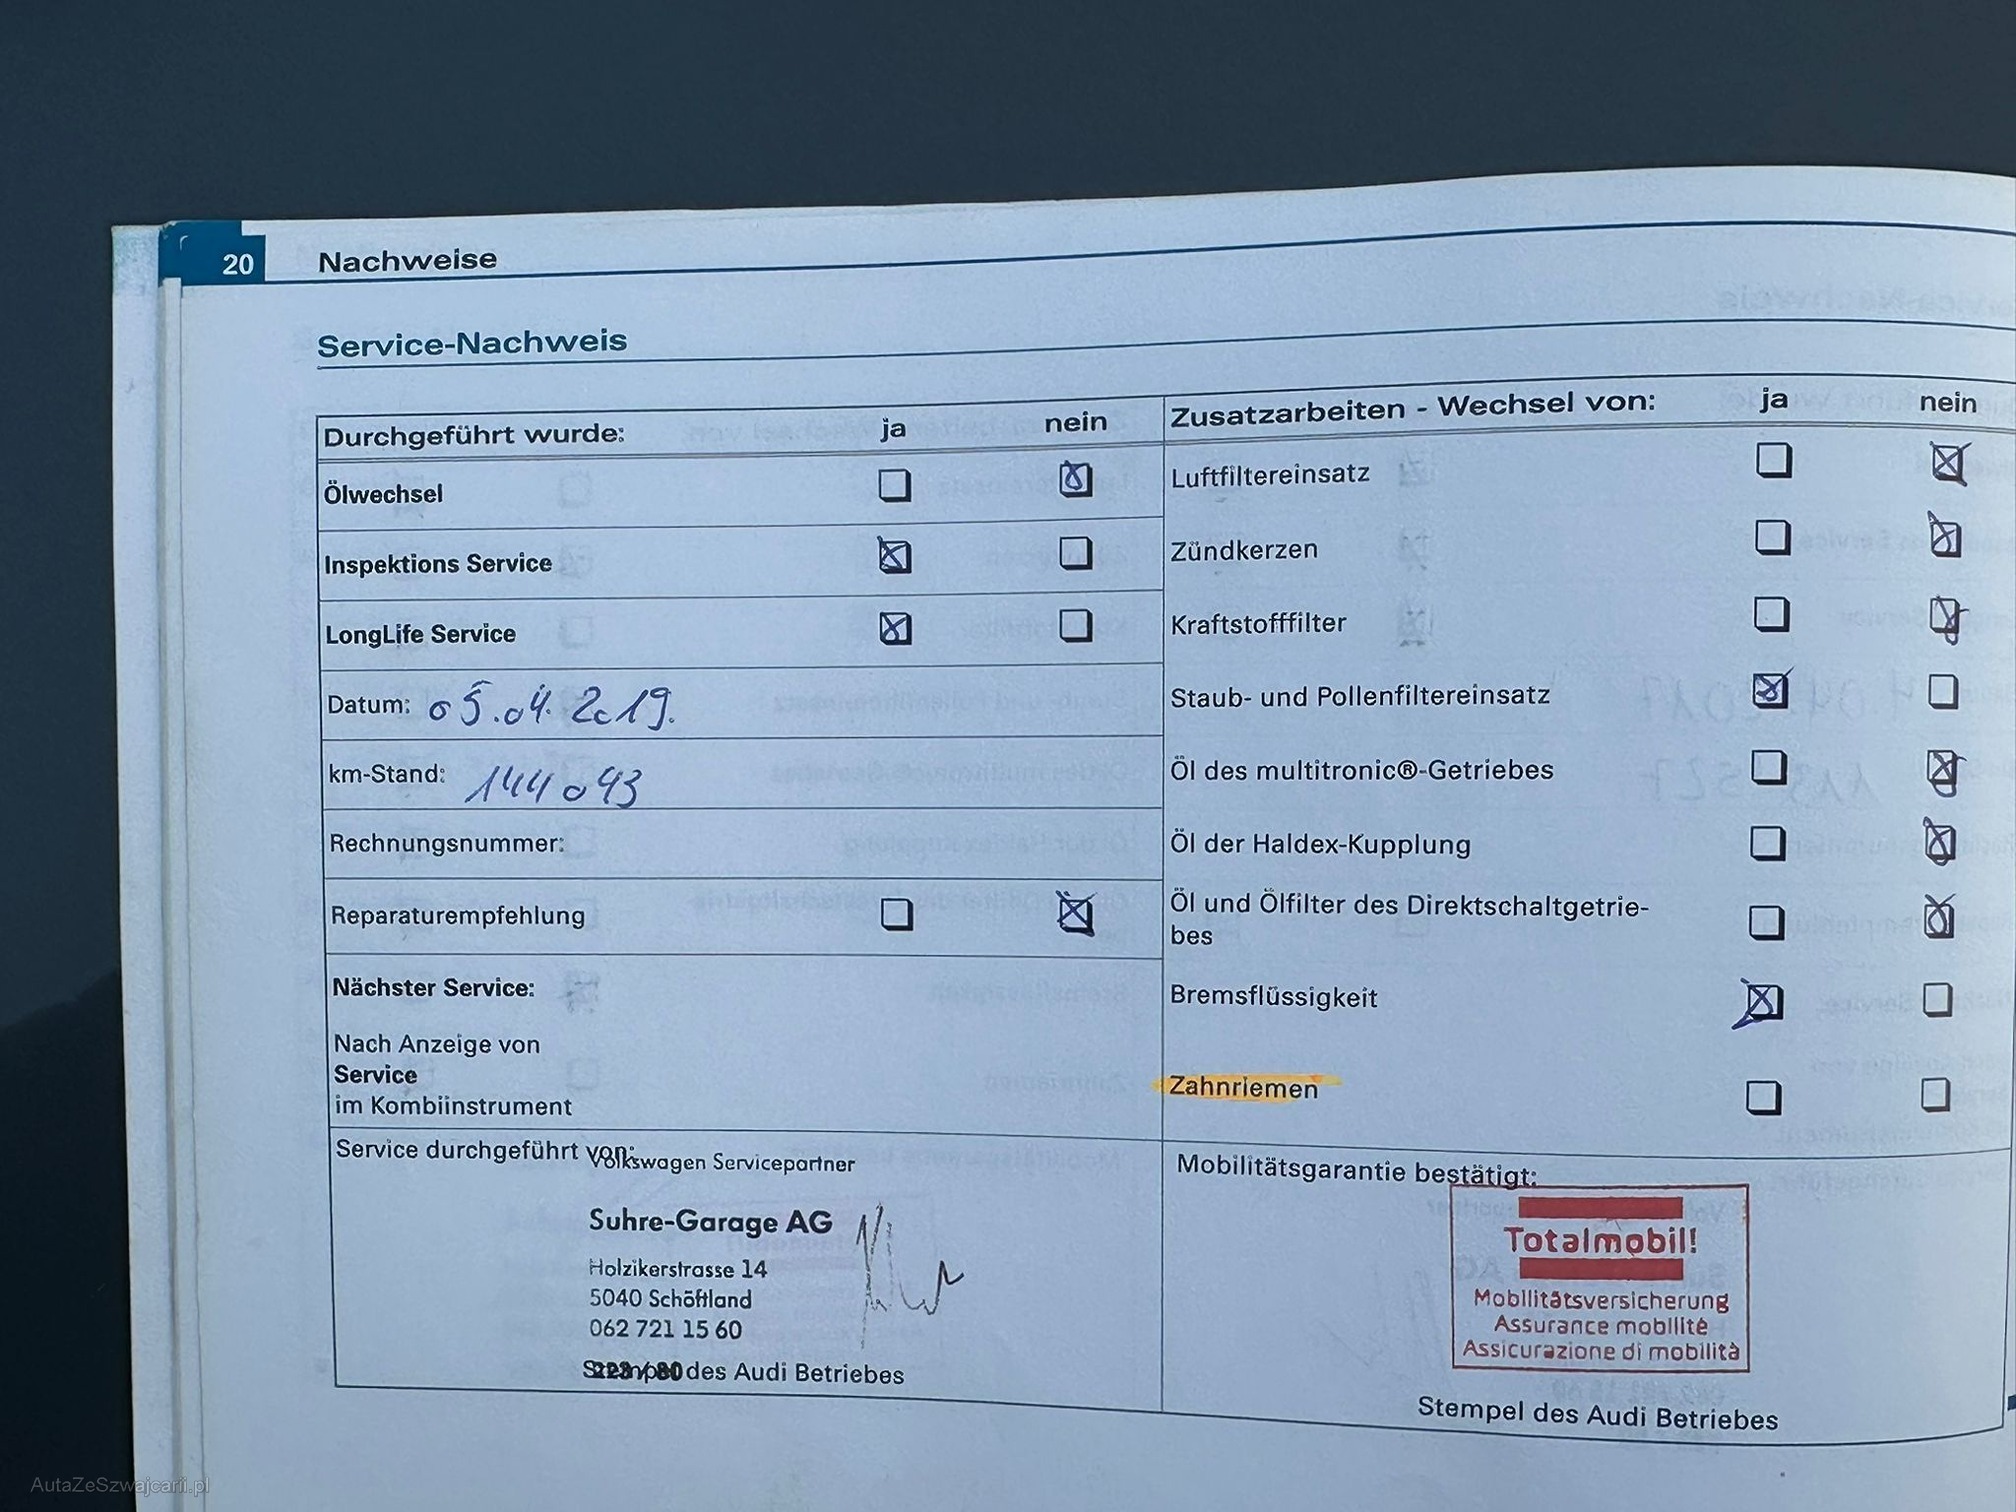 20 Nachweise
Service-Nachweis
Durchgeführt wurde: ja nein
Ölwechsel
Inspektions Service
LongLife Service
Datum: 05.04.2019.
km-Stand: 144043
Rechnungsnummer:
Reparaturempfehlung
Nächster Service:
Nach Anzeige von
Service
im Kombiinstrument
Service durchgeführt von:
Volkswagen Servicepartner
Suhre-Garage AG
Holzikerstrasse 14
5040 Schöftland
062 721 15 60
Stempel des Audi Betriebes
Zusatzarbeiten - Wechsel von: ja nein
Luftfiltereinsatz
Zündkerzen
Kraftstofffilter
Staub- und Pollenfiltereinsatz
Öl des multitronic®-Getriebes
Öl der Haldex-Kupplung
Öl und Ölfilter des Direktschaltgetrie-
bes
Bremsflüssigkeit
Zahnriemen
Mobilitätsgarantie bestätigt:
Totalmobil!
Mobilitätsversicherung
Assurance mobilité
Assicurazione di mobilità
Stempel des Audi Betriebes
AutaZeSzwajcarii.pl